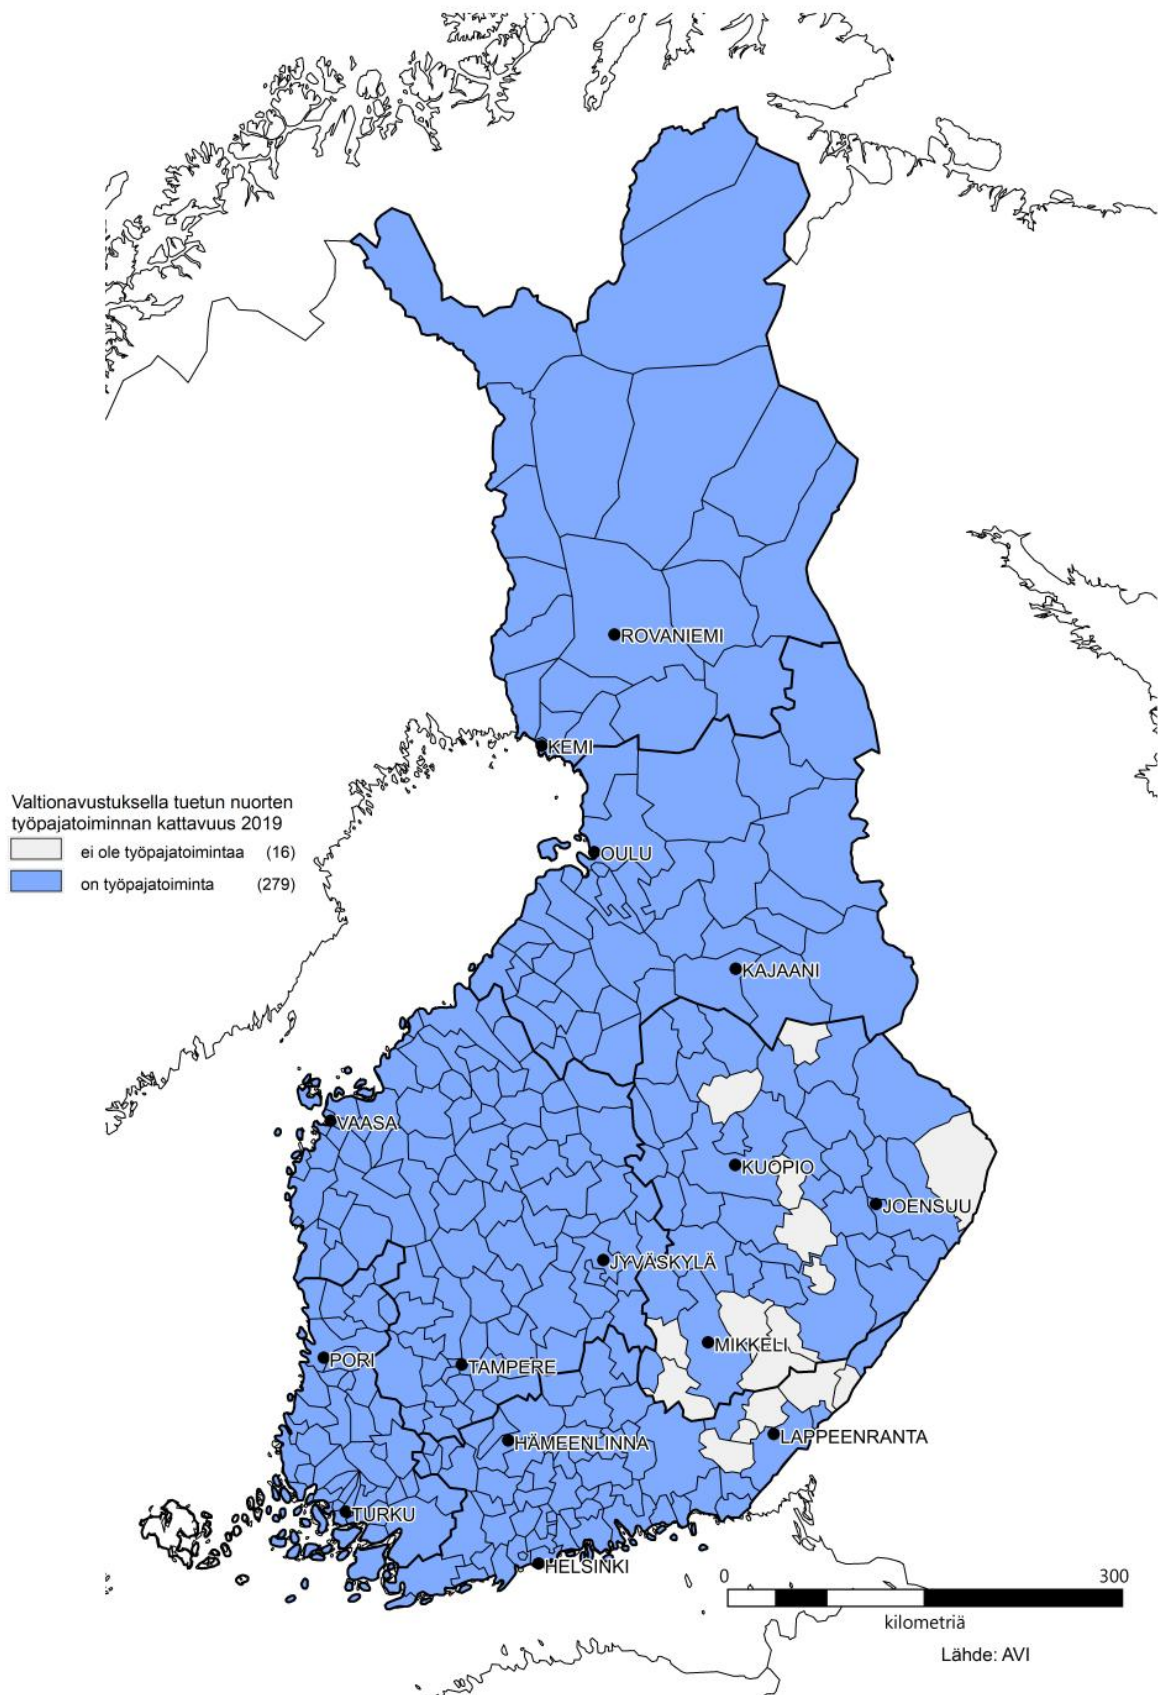 ROVANIEMI
KEMI
Valtionavustuksella tuetun nuorten
työpajatoiminnan kattavuus 2019
ei ole työpajatoimintaa (16)
on työpajatoiminta (279)
OULU
KAJAANI
VAASA
KUOPIO
JOENSUU
JYVÄSKYLÄ
MIKKELI
PORI
TAMPERE
LAPPEENRANTA
HÄMEENLINNA
TURKU
HELSINKI
0 300
kilometriä
Lähde: AVI